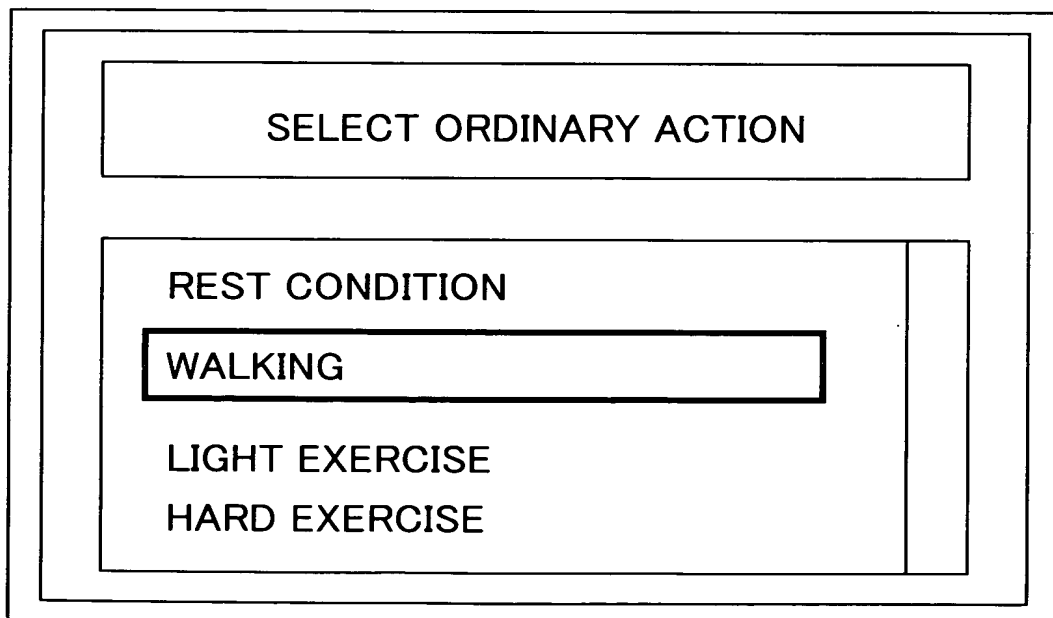 SELECT ORDINARY ACTION
REST CONDITION
WALKING
LIGHT EXERCISE
HARD EXERCISE